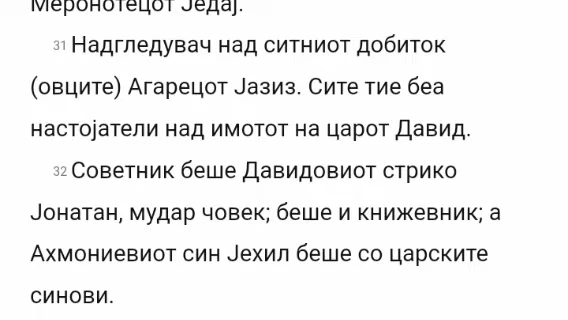 Меронотецот Једај.
31 Надгледувач над ситниот добиток
(овците) Агарецот Јазиз. Сите тие беа
настојатели над имотот на царот Давид.
32 Советник беше Давидовиот стрико
Јонатан, мудар човек; беше и книжевник; а
Ахмониевиот син Јехил беше со царските
синови.